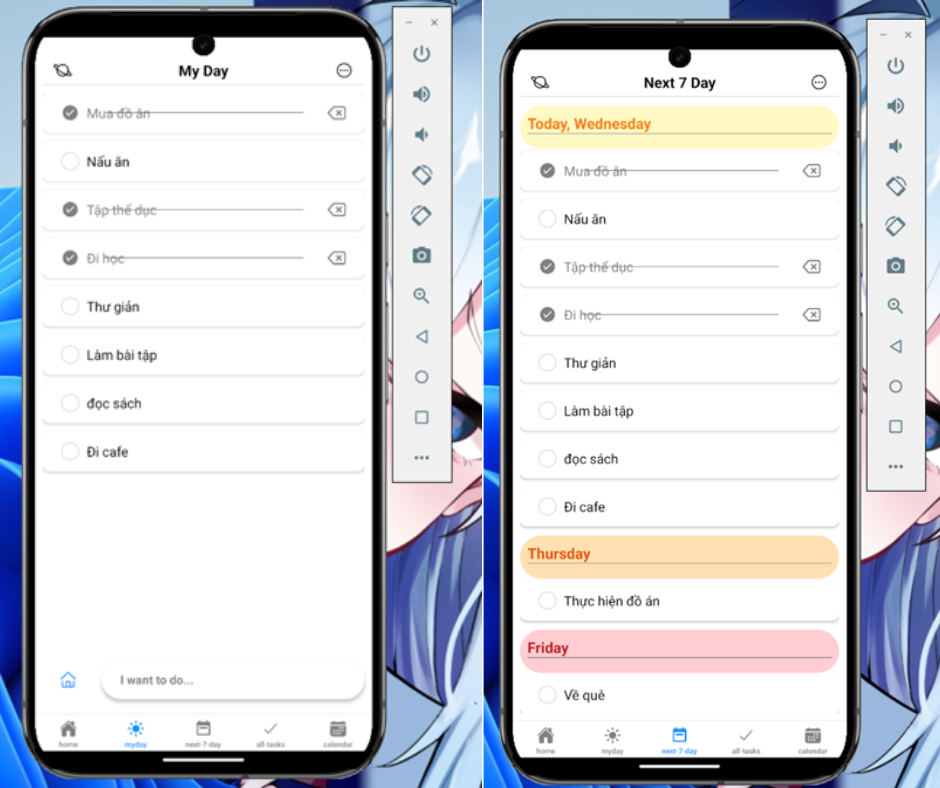 My Day
Mua đồ ăn
Nấu ăn
Tập thể dục
Đi học
Thư giản
Làm bài tập
đọc sách
Đi cafe
I want to do...
home
myday
next-7-day
all-tasks
calendar
Next 7 Day
Today, Wednesday
Mua đồ ăn
Nấu ăn
Tập thể dục
Đi học
Thư giản
Làm bài tập
đọc sách
Đi cafe
Thursday
Thực hiện đồ án
Friday
Về quê
home
myday
next-7-day
all-tasks
calendar